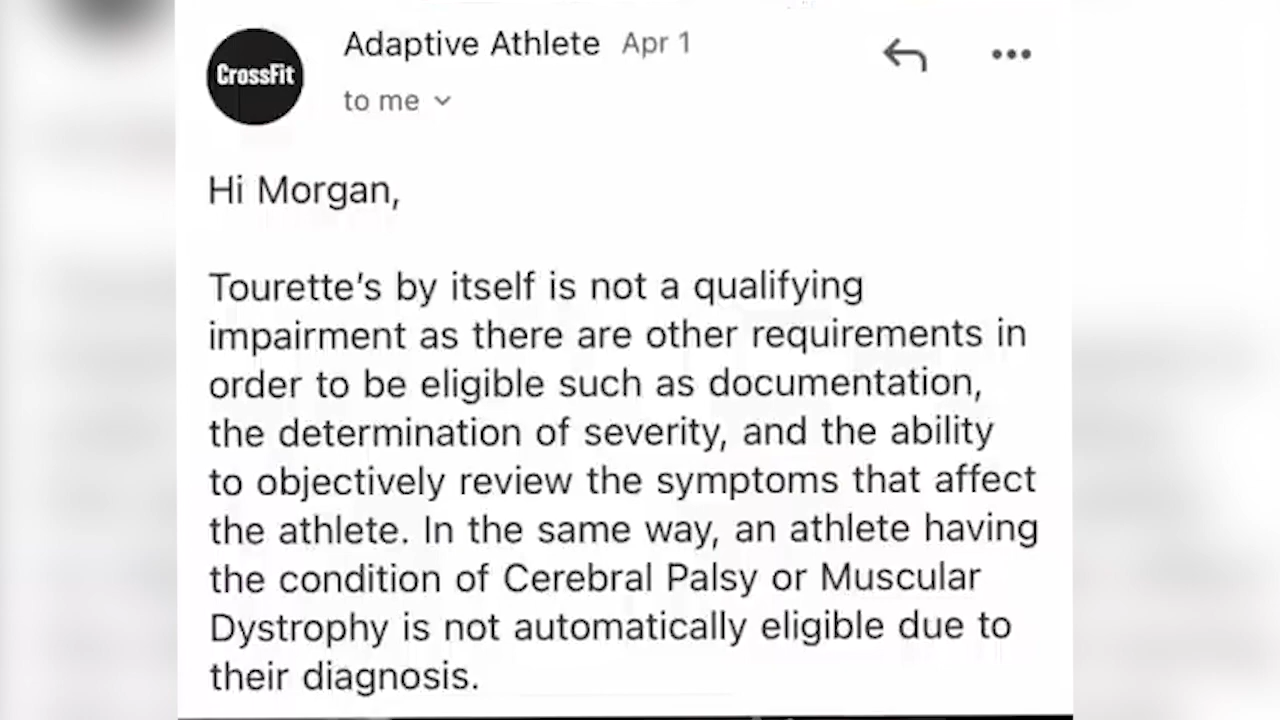 CrossFit
Adaptive Athlete Apr 1
to me
Hi Morgan,
Tourette's by itself is not a qualifying
impairment as there are other requirements in
order to be eligible such as documentation,
the determination of severity, and the ability
to objectively review the symptoms that affect
the athlete. In the same way, an athlete having
the condition of Cerebral Palsy or Muscular
Dystrophy is not automatically eligible due to
their diagnosis.